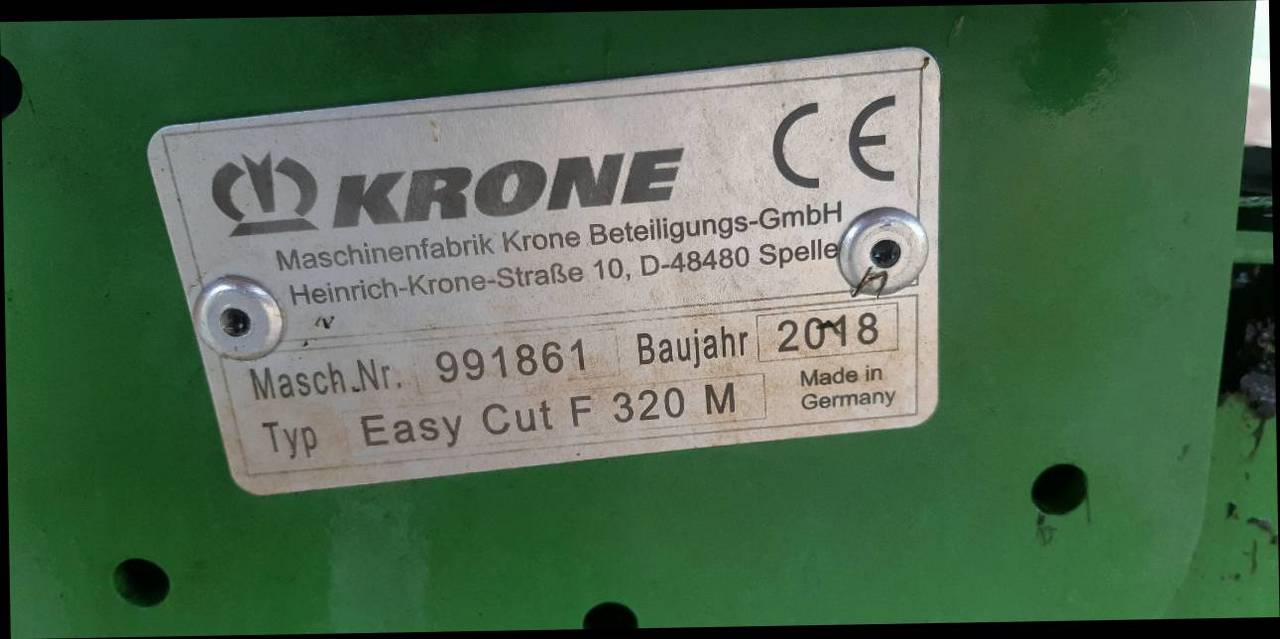 KRONE CE
Maschinenfabrik Krone Beteiligungs-GmbH
Heinrich-Krone-Straße 10, D-48480 Spelle
Masch.Nr. 991861 Baujahr 2018
Typ Easy Cut F 320 M
Made in
Germany